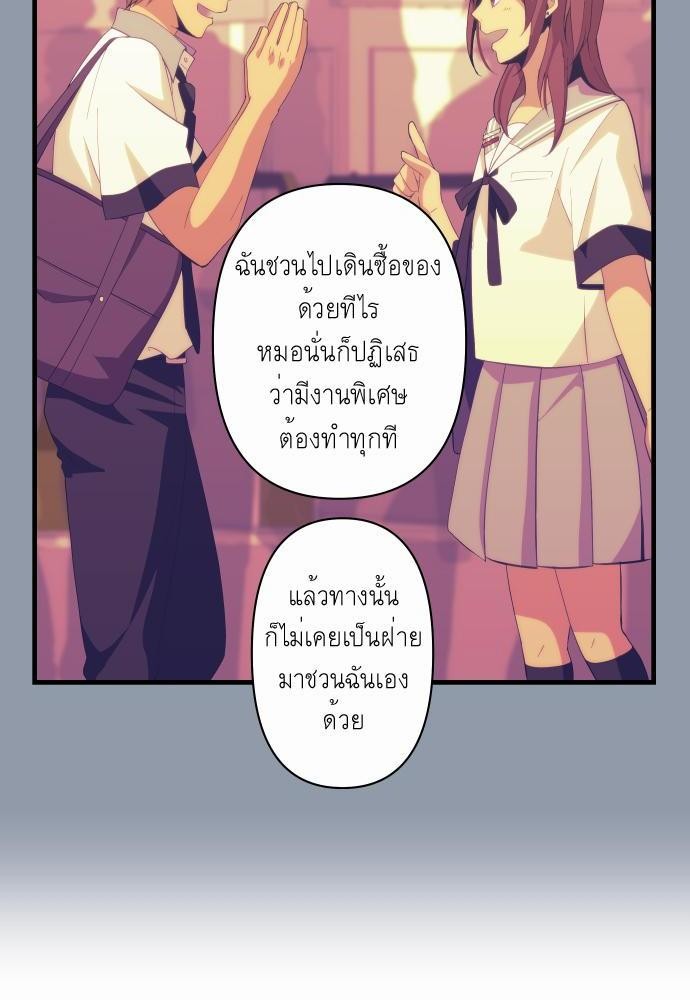 ฉันชวนไปเดินซื้อของ
ด้วยทีไร
หมอนั่นก็ปฏิเสธ
ว่ามีงานพิเศษ
ต้องทำทุกที
แล้วทางนั้น
ก็ไม่เคยเป็นฝ่าย
มาชวนฉันเอง
ด้วย